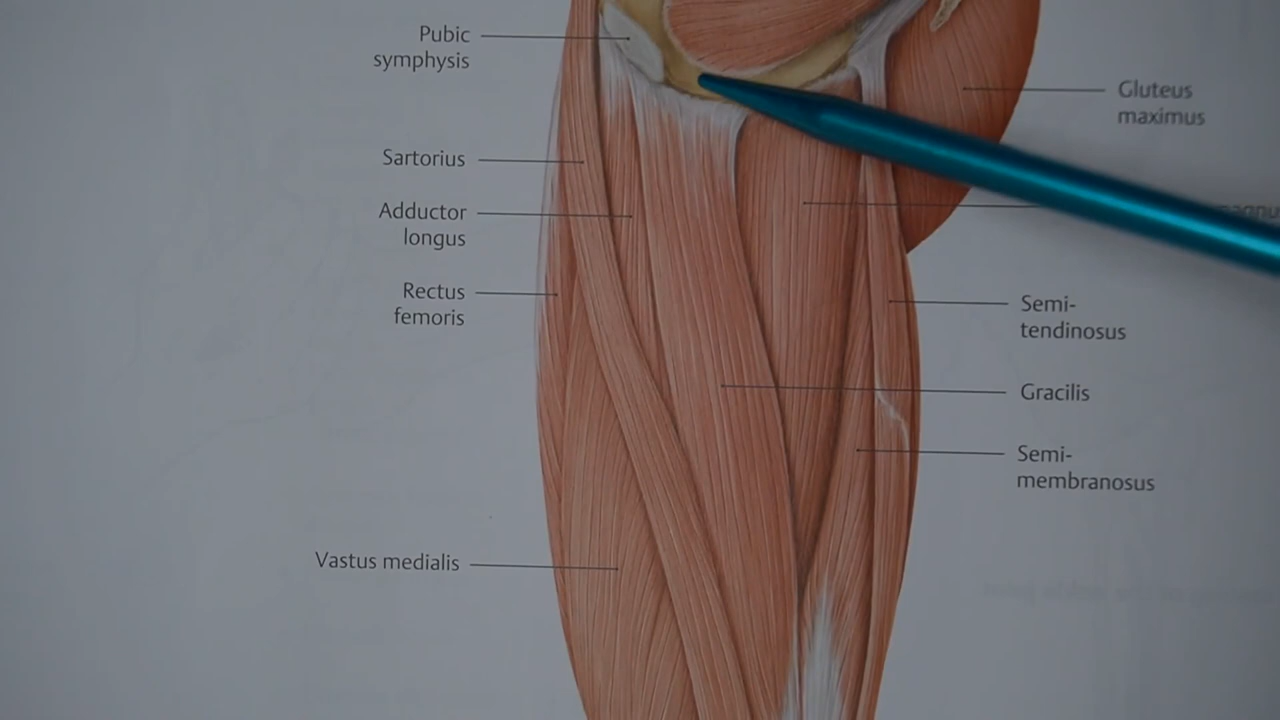 Pubic
symphysis
Gluteus
maximus
Sartorius
Adductor
longus
Rectus
femoris
Semi-
tendinosus
Gracilis
Semi-
membranosus
Vastus medialis